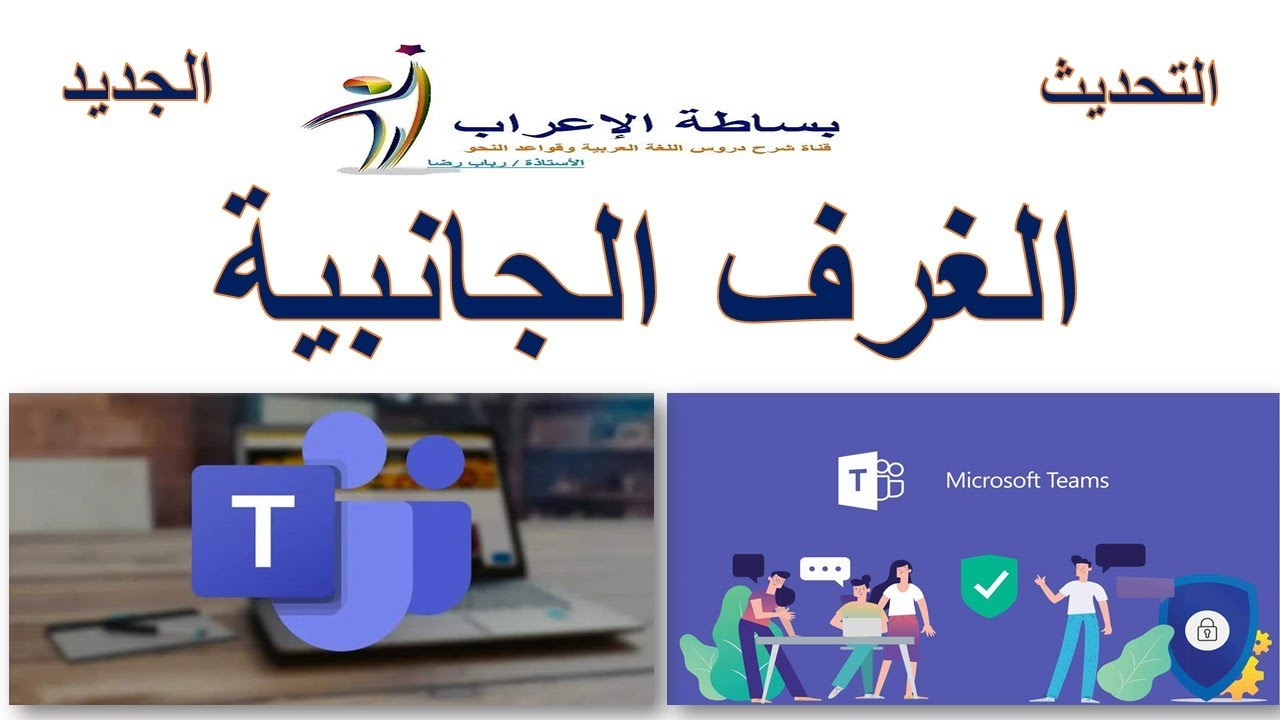 التحديث
الجديد
بساطة الإعراب
قناة شرح دروس اللغة العربية وقواعد النحو
الأستاذة / رباب رضا
الغرف الجانبية
T
T
Microsoft Teams